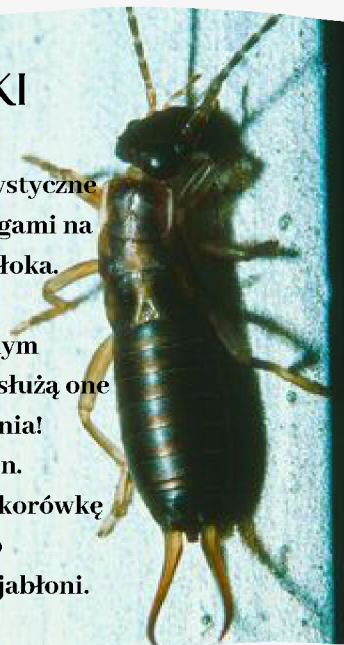 KI
ystyczne
gami na
łoka.
ym
służą one
nia!
n.
korówkę
o
jabłoni.